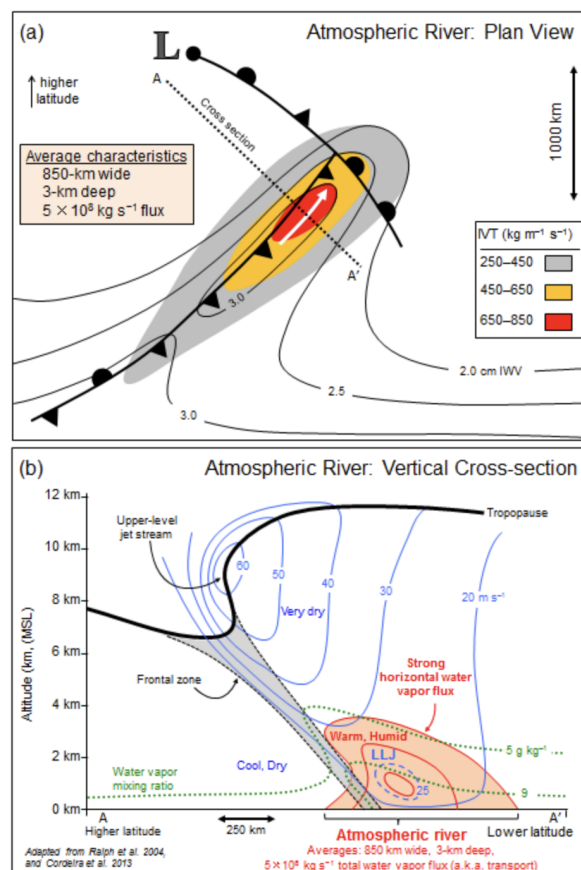 (a)
Atmospheric River: Plan View
L
A
higher
latitude
Cross section
1000 km
Average characteristics
850-km wide
3-km deep
5 × 10⁸ kg s⁻¹ flux
A'
IVT (kg m⁻¹ s⁻¹)
250–450
450–650
650–850
3.0
2.0 cm IWV
2.5
3.0
(b)
Atmospheric River: Vertical Cross-section
12 km
10 km
8 km
6 km
4 km
2 km
0 km
Altitude (km, (MSL)
Upper-level
jet stream
Tropopause
60
50
40
30
20 m s⁻¹
Very dry
Frontal zone
Strong
horizontal water
vapor flux
Warm, Humid
LLJ
25
5 g kg⁻¹
9
Cool, Dry
Water vapor
mixing ratio
A
Higher latitude
250 km
A'
Lower latitude
Atmospheric river
Averages: 850 km wide, 3-km deep,
5 × 10⁸ kg s⁻¹ total water vapor flux (a.k.a. transport)
Adapted from Ralph et al. 2004,
and Cordeira et al. 2013